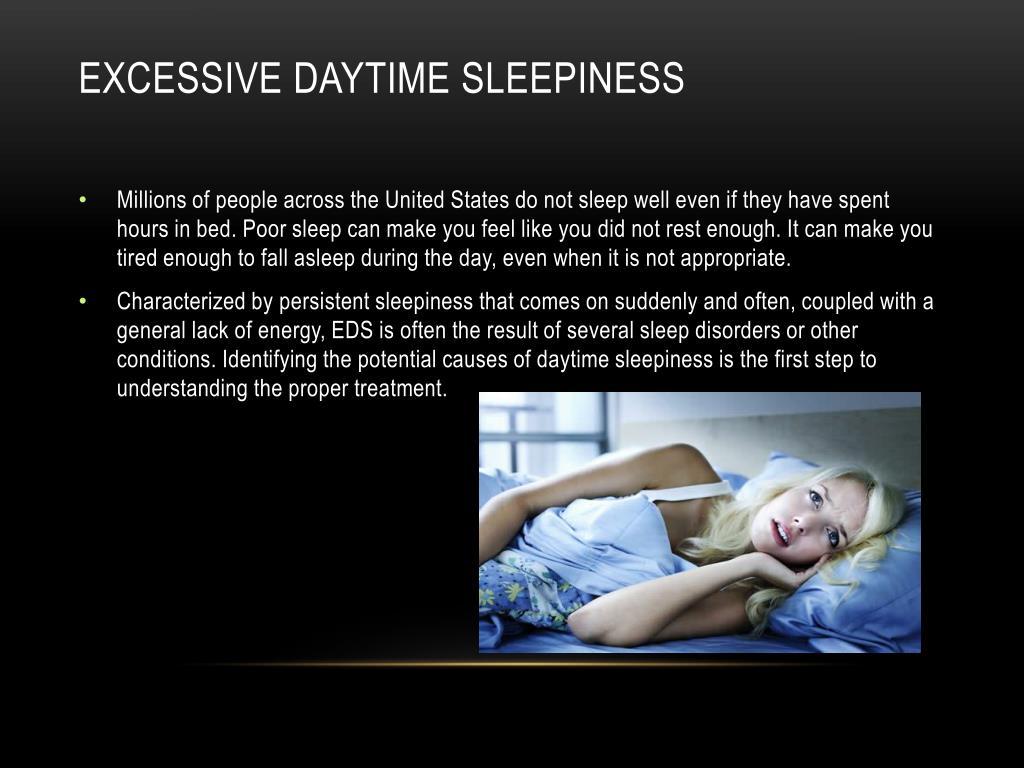 EXCESSIVE DAYTIME SLEEPINESS
• Millions of people across the United States do not sleep well even if they have spent
hours in bed. Poor sleep can make you feel like you did not rest enough. It can make you
tired enough to fall asleep during the day, even when it is not appropriate.
• Characterized by persistent sleepiness that comes on suddenly and often, coupled with a
general lack of energy, EDS is often the result of several sleep disorders or other
conditions. Identifying the potential causes of daytime sleepiness is the first step to
understanding the proper treatment.